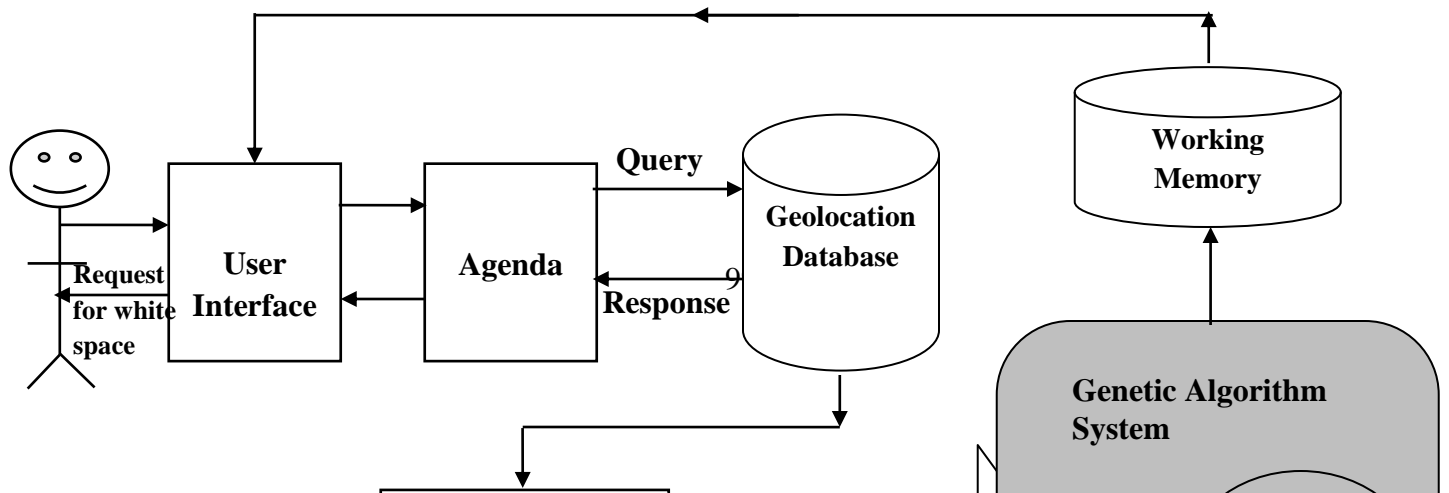 Request
for white
space
User
Interface
Agenda
Query
Response
9
Geolocation
Database
Working
Memory
Genetic Algorithm
System